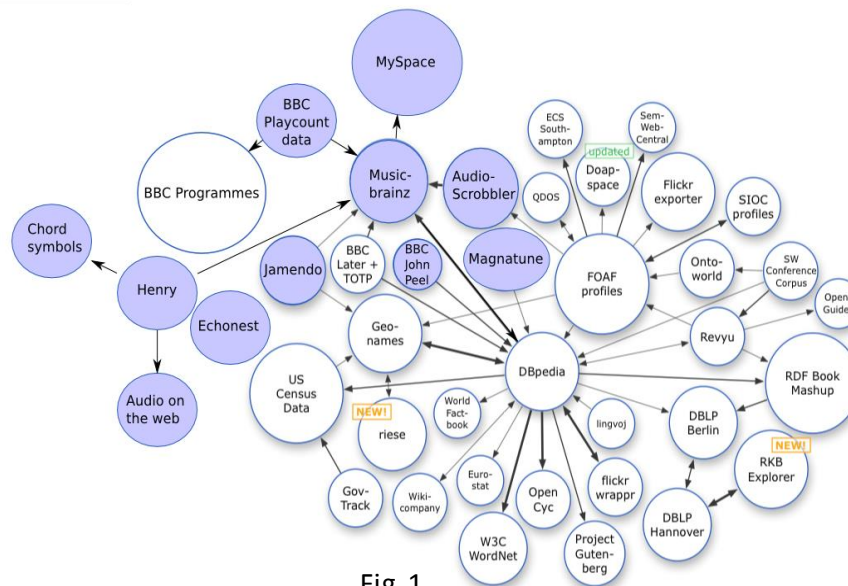 MySpace
BBC
Playcount
data
BBC Programmes
Music-
brainz
Audio-
Scrobbler
ECS
South-
ampton
updated
Doap-
space
Sem-
Web-
Central
QDOS
Flickr
exporter
SIOC
profiles
Chord
symbols
Henry
Jamendo
BBC
Later +
TOTP
BBC
John
Peel
Magnatune
FOAF
profiles
Onto-
world
SW
Conference
Corpus
Open
Guide
Echonest
Geo-
names
DBpedia
Revyu
Audio on
the web
US
Census
Data
NEW!
riese
World
Fact-
book
lingvoj
DBLP
Berlin
RDF Book
Mashup
NEW!
RKB
Explorer
Gov-
Track
Wiki-
company
Euro-
stat
Open
Cyc
flickr
wrappr
W3C
WordNet
Project
Guten-
berg
DBLP
Hannover
Fig. 1